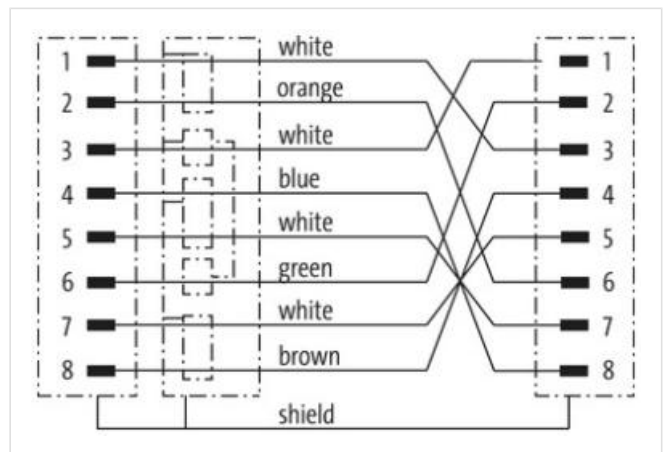 1 white 1
2 orange 2
3 white 3
4 blue 4
5 white 5
6 green 6
7 white 7
8 brown 8
shield